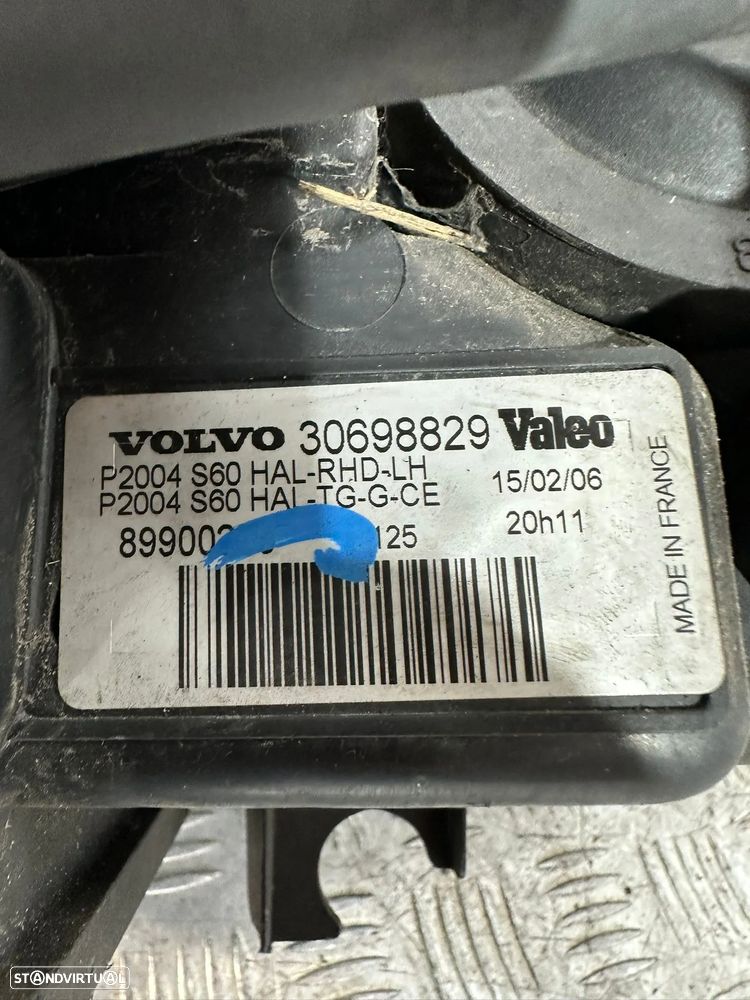 VOLVO 30698829 Valeo
P2004 S60 HAL-RHD-LH
P2004 S60 HAL-TG-G-CE
15/02/06
20h11
125
MADE IN FRANCE
STANDVIRTUAL